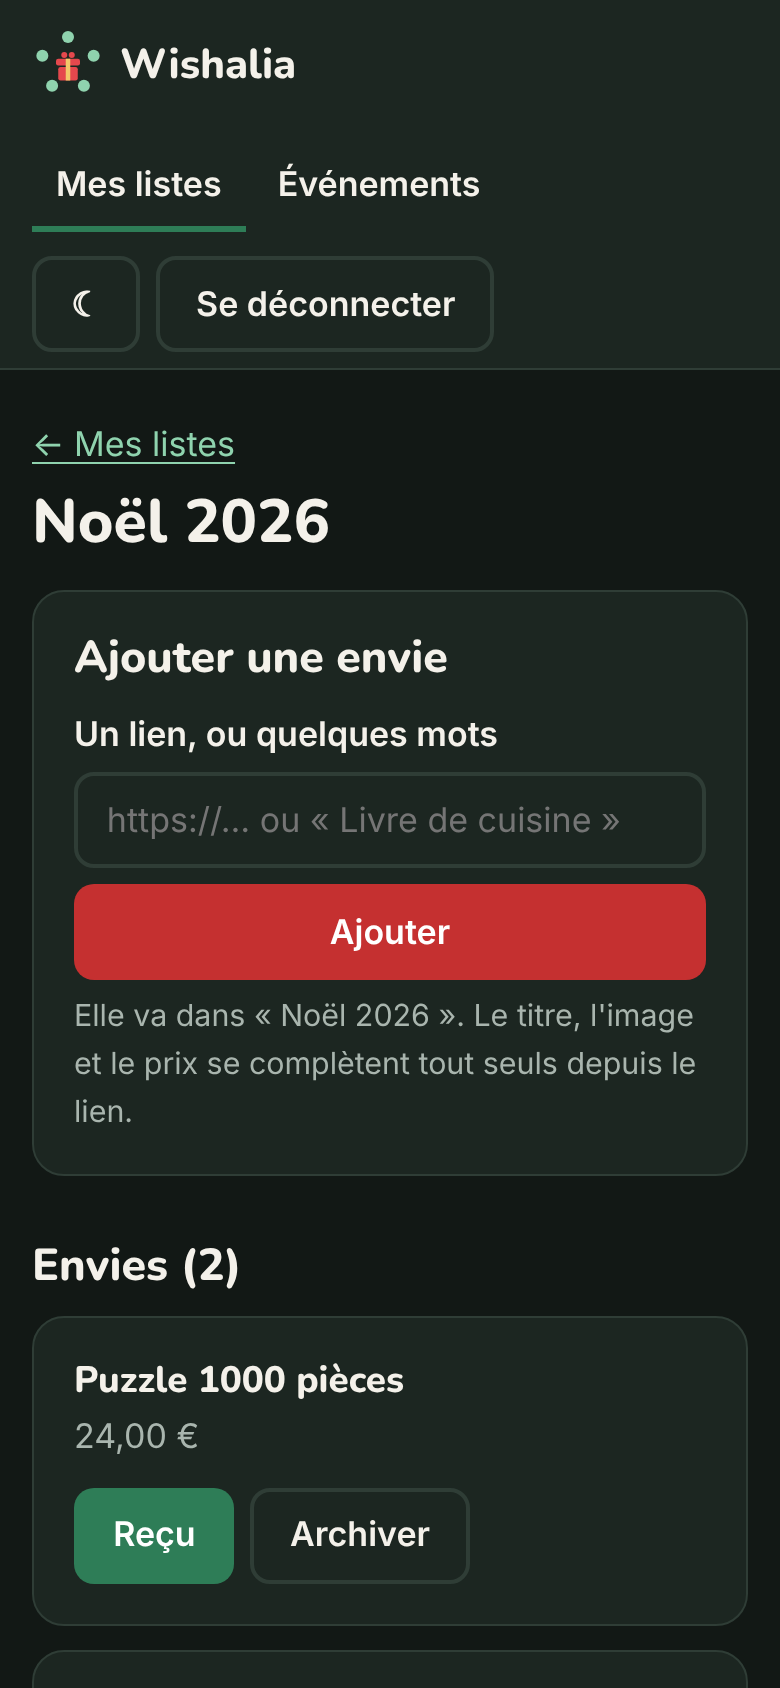 Wishalia
Mes listes
Événements
☾
Se déconnecter
← Mes listes
Noël 2026
Ajouter une envie
Un lien, ou quelques mots
https://... ou « Livre de cuisine »
Ajouter
Elle va dans « Noël 2026 ». Le titre, l'image
et le prix se complètent tout seuls depuis le
lien.
Envies (2)
Puzzle 1000 pièces
24,00 €
Reçu
Archiver